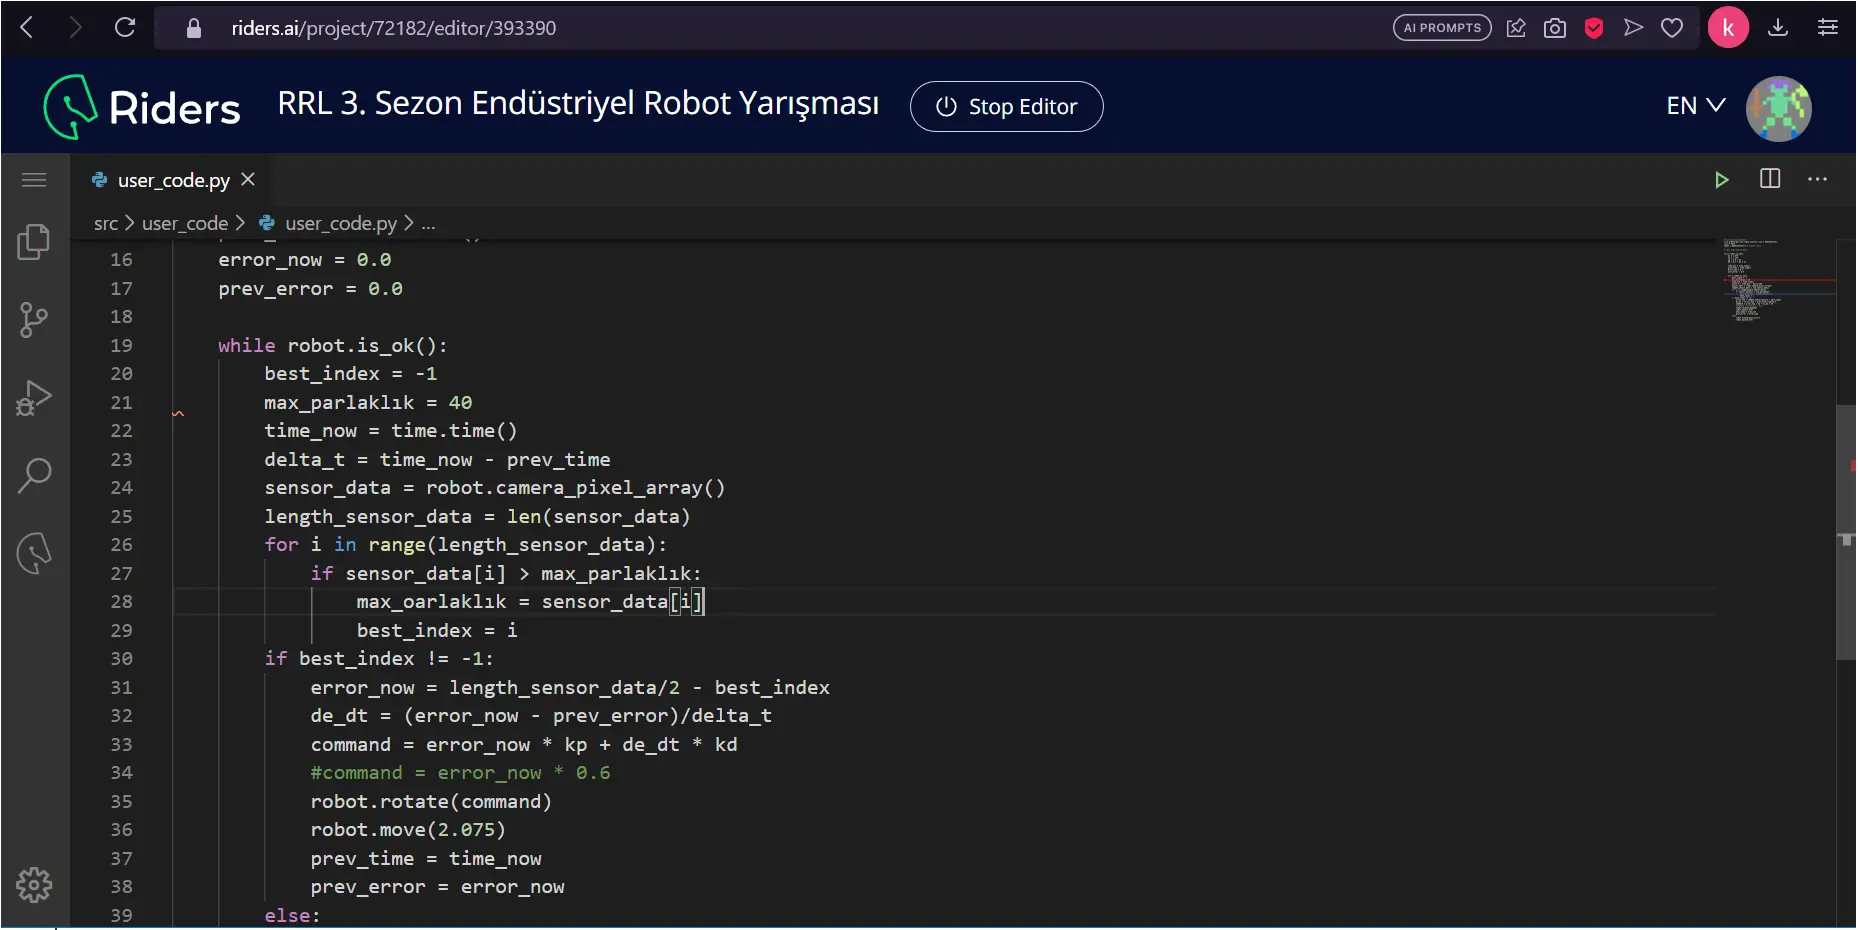 riders.ai/project/72182/editor/393390
AI PROMPTS
k
Riders
RRL 3. Sezon Endüstriyel Robot Yarışması
Stop Editor
EN
user_code.py
src > user_code > user_code.py > ...
16 error_now = 0.0
17 prev_error = 0.0
18
19 while robot.is_ok():
20 best_index = -1
21 max_parlaklık = 40
22 time_now = time.time()
23 delta_t = time_now - prev_time
24 sensor_data = robot.camera_pixel_array()
25 length_sensor_data = len(sensor_data)
26 for i in range(length_sensor_data):
27 if sensor_data[i] > max_parlaklık:
28 max_oarlaklık = sensor_data[i]
29 best_index = i
30 if best_index != -1:
31 error_now = length_sensor_data/2 - best_index
32 de_dt = (error_now - prev_error)/delta_t
33 command = error_now * kp + de_dt * kd
34 #command = error_now * 0.6
35 robot.rotate(command)
36 robot.move(2.075)
37 prev_time = time_now
38 prev_error = error_now
39 else: